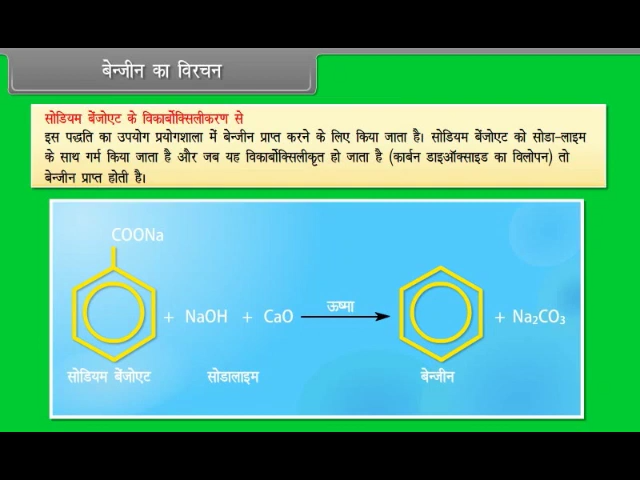 बेन्जीन का विरचन
सोडियम बेंजोएट के विकार्बोक्सिलीकरण से
इस पद्धति का उपयोग प्रयोगशाला में बेन्जीन प्राप्त करने के लिए किया जाता है। सोडियम बेंजोएट को सोडा-लाइम
के साथ गर्म किया जाता है और जब यह विकार्बोक्सिलीकृत हो जाता है (कार्बन डाइऑक्साइड का विलोपन) तो
बेन्जीन प्राप्त होती है।
COONa
+ NaOH + CaO ऊष्मा + Na₂CO₃
सोडियम बेंजोएट सोडालाइम बेन्जीन